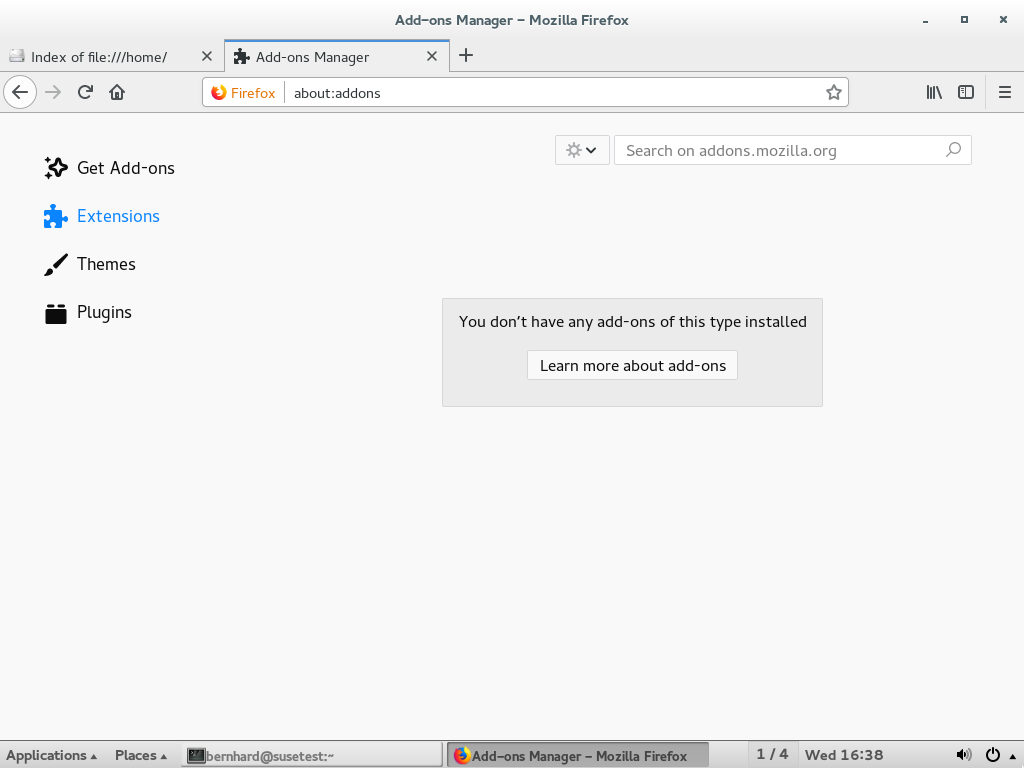 Add-ons Manager - Mozilla Firefox
Index of file:///home/
Add-ons Manager
Firefox
about:addons
Search on addons.mozilla.org
Get Add-ons
Extensions
Themes
Plugins
You don't have any add-ons of this type installed
Learn more about add-ons
Applications
Places
bernhard@susetest:~
Add-ons Manager - Mozilla Firefox
1 / 4
Wed 16:38